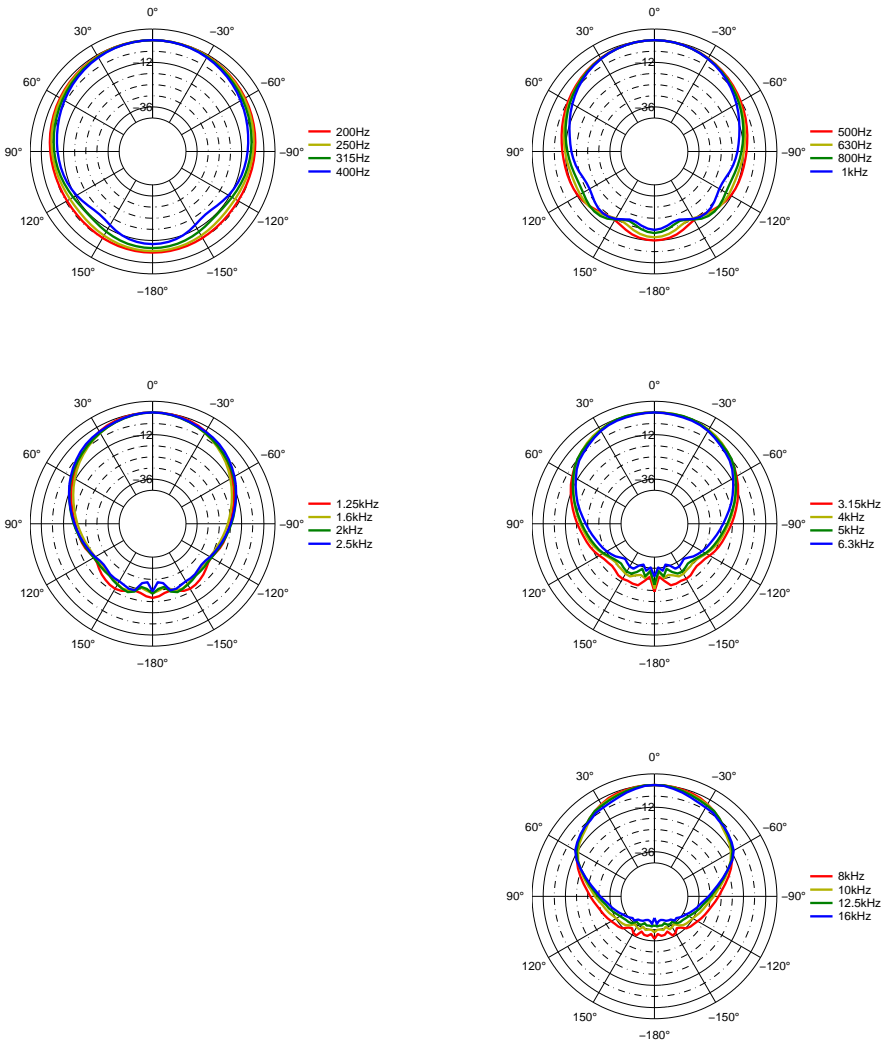 0°
30° −30°
60° −60°
90° −90°
120° −120°
150° −150°
−180°
−12
−36
200Hz
250Hz
315Hz
400Hz
0°
30° −30°
60° −60°
90° −90°
120° −120°
150° −150°
−180°
−12
−36
500Hz
630Hz
800Hz
1kHz
0°
30° −30°
60° −60°
90° −90°
120° −120°
150° −150°
−180°
−12
−36
1.25kHz
1.6kHz
2kHz
2.5kHz
0°
30° −30°
60° −60°
90° −90°
120° −120°
150° −150°
−180°
−12
−36
3.15kHz
4kHz
5kHz
6.3kHz
0°
30° −30°
60° −60°
90° −90°
120° −120°
150° −150°
−180°
−12
−36
8kHz
10kHz
12.5kHz
16kHz